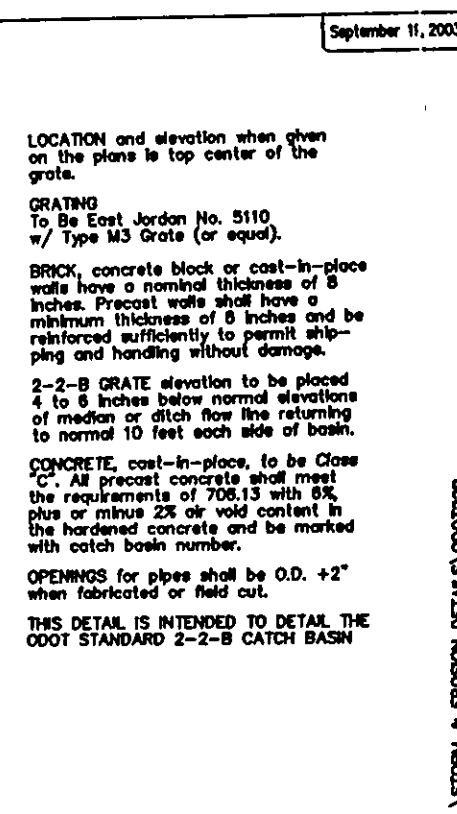 September 11, 2003
LOCATION and elevation when given
on the plans is top center of the
grate.
GRATING
To Be East Jordan No. 5110
w/ Type M3 Grate (or equal).
BRICK, concrete block or cast-in-place
walls have a nominal thickness of 8
inches. Precast walls shall have a
minimum thickness of 6 inches and be
reinforced sufficiently to permit ship-
ping and handling without damage.
2-2-B GRATE elevation to be placed
4 to 6 inches below normal elevations
of median or ditch flow line returning
to normal 10 feet each side of basin.
CONCRETE, cast-in-place, to be Class
"C". All precast concrete shall meet
the requirements of 706.13 with 6%,
plus or minus 2% air void content in
the hardened concrete and be marked
with catch basin number.
OPENINGS for pipes shall be O.D. +2"
when fabricated or field cut.
THIS DETAIL IS INTENDED TO DETAIL THE
ODOT STANDARD 2-2-B CATCH BASIN
\STORM & EROSION DETAILS\